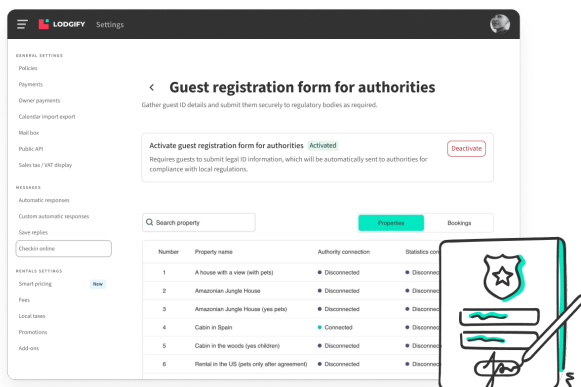 LODGIFY Settings
GENERAL SETTINGS
Policies
Payments
Owner payments
Calendar import export
Mail box
Public API
Sales tax / VAT display
MESSAGES
Automatic responses
Custom automatic responses
Save replies
Checkin online
RENTALS SETTINGS
Smart pricing New
Fees
Local taxes
Promotions
Add-ons
Guest registration form for authorities
Gather guest ID details and submit them securely to regulatory bodies as required.
Activate guest registration form for authorities Activated
Deactivate
Requires guests to submit legal ID information, which will be automatically sent to authorities for
compliance with local regulations.
Search property
Properties Bookings
Number Property name Authority connection Statistics con
1 A house with a view (with pets) Disconnected Disconnec
2 Amazonian Jungle House Disconnected Disconnec
3 Amazonian Jungle House (yes pets) Disconnected Disconnec
4 Cabin in Spain Connected Disconnec
5 Cabin in the woods (yes children) Disconnected Disconnec
6 Rental in the US (pets only after agreement) Disconnected Disconnec